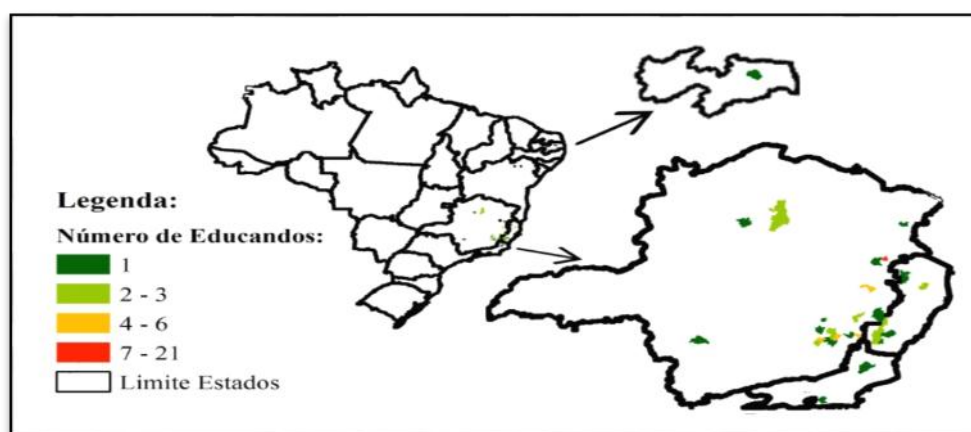 Legenda:
Número de Educandos:
1
2 - 3
4 - 6
7 - 21
Limite Estados